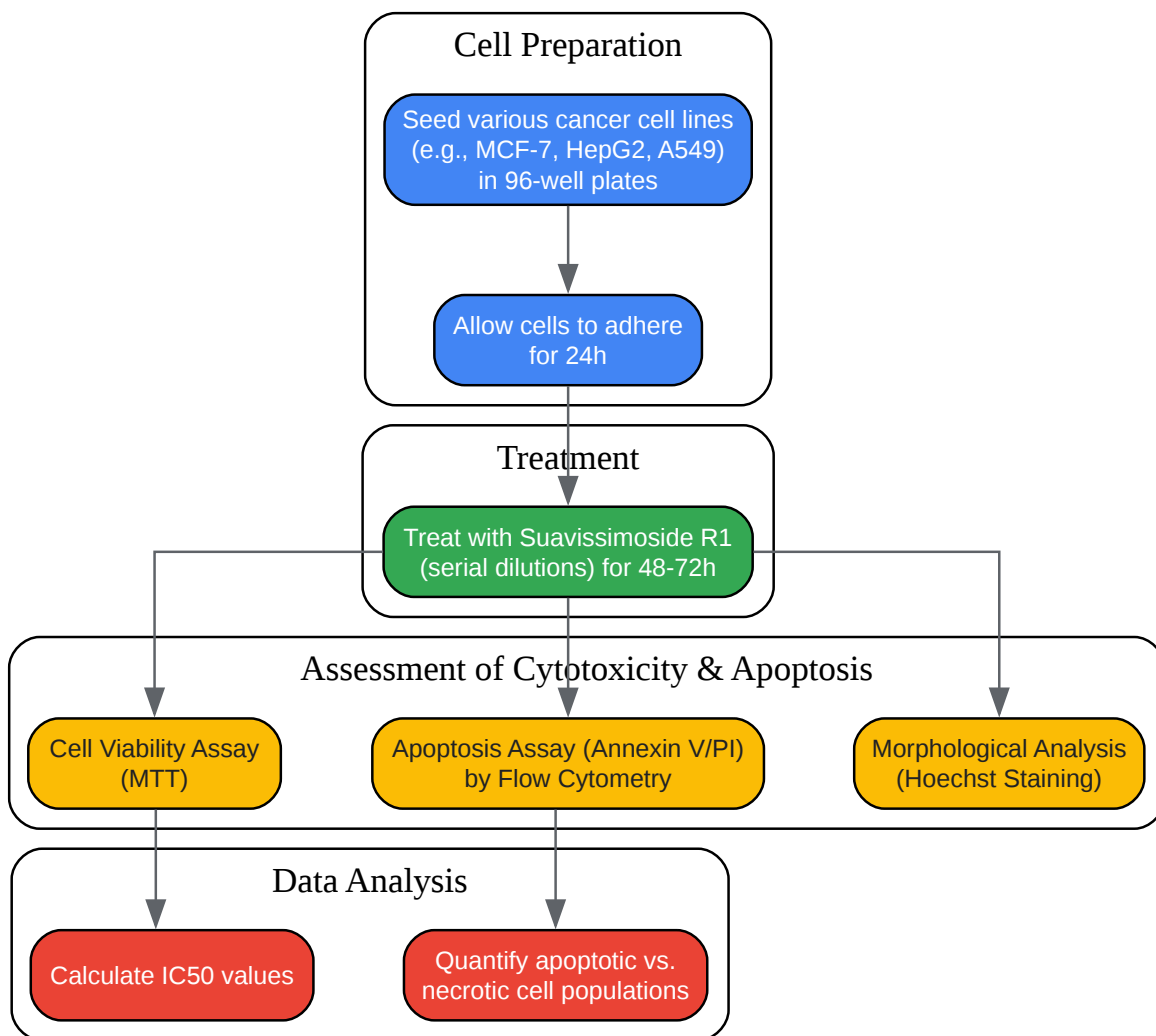 Cell Preparation
Seed various cancer cell lines
(e.g., MCF-7, HepG2, A549)
in 96-well plates
Allow cells to adhere
for 24h
Treatment
Treat with Suavissimoside R1
(serial dilutions) for 48-72h
Assessment of Cytotoxicity & Apoptosis
Cell Viability Assay
(MTT)
Apoptosis Assay (Annexin V/PI)
by Flow Cytometry
Morphological Analysis
(Hoechst Staining)
Data Analysis
Calculate IC50 values
Quantify apoptotic vs.
necrotic cell populations